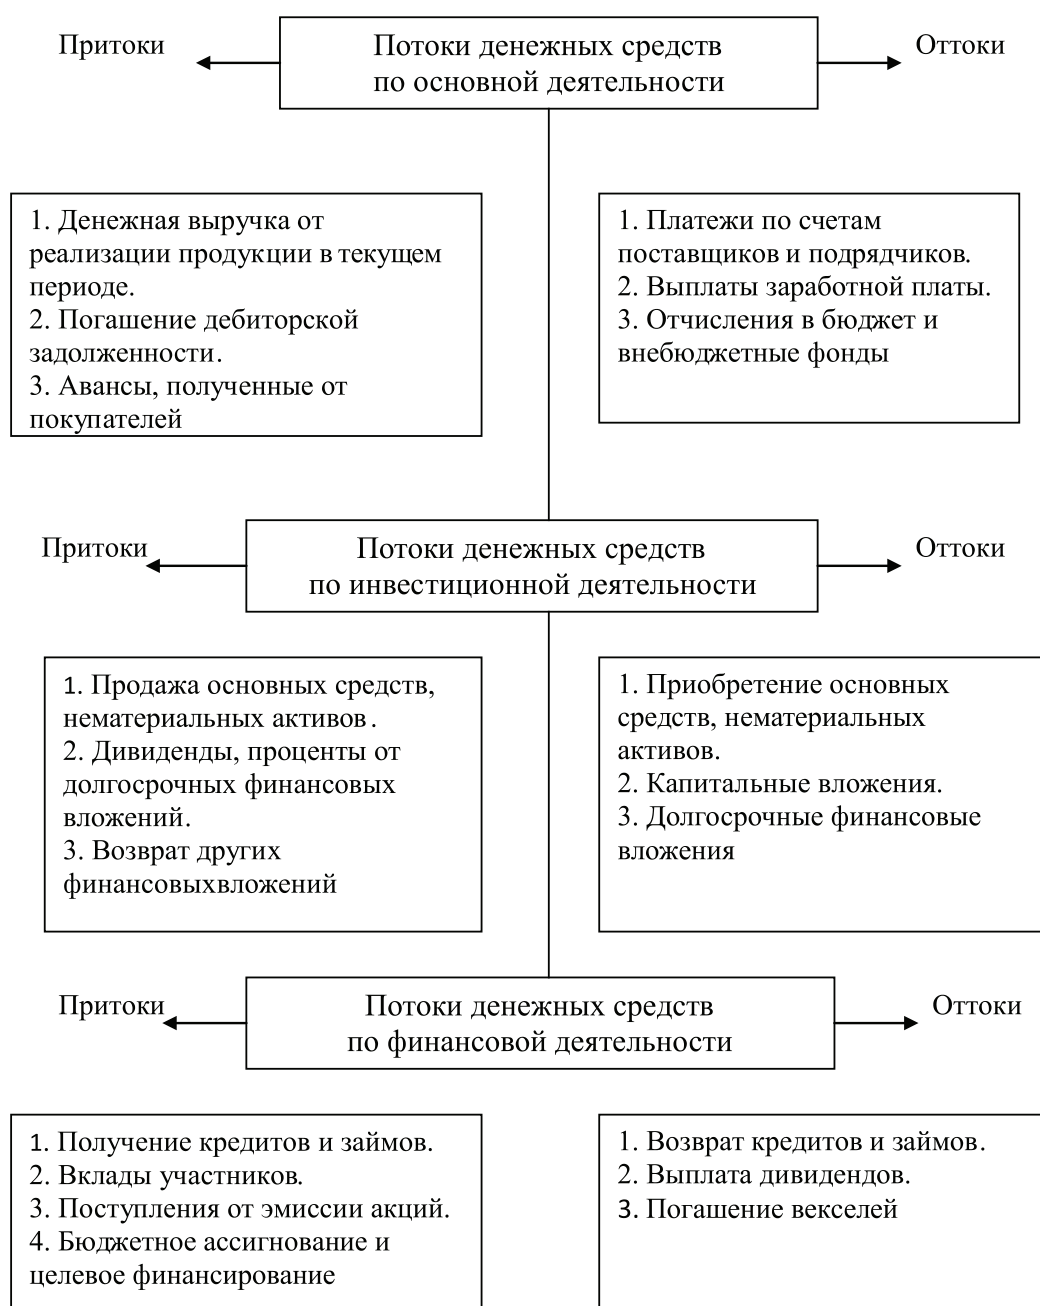 Притоки
Потоки денежных средств
по основной деятельности
Оттоки
1. Денежная выручка от
реализации продукции в текущем
периоде.
2. Погашение дебиторской
задолженности.
3. Авансы, полученные от
покупателей
1. Платежи по счетам
поставщиков и подрядчиков.
2. Выплаты заработной платы.
3. Отчисления в бюджет и
внебюджетные фонды
Притоки
Потоки денежных средств
по инвестиционной деятельности
Оттоки
1. Продажа основных средств,
нематериальных активов.
2. Дивиденды, проценты от
долгосрочных финансовых
вложений.
3. Возврат других
финансовыхвложений
1. Приобретение основных
средств, нематериальных
активов.
2. Капитальные вложения.
3. Долгосрочные финансовые
вложения
Притоки
Потоки денежных средств
по финансовой деятельности
Оттоки
1. Получение кредитов и займов.
2. Вклады участников.
3. Поступления от эмиссии акций.
4. Бюджетное ассигнование и
целевое финансирование
1. Возврат кредитов и займов.
2. Выплата дивидендов.
3. Погашение векселей